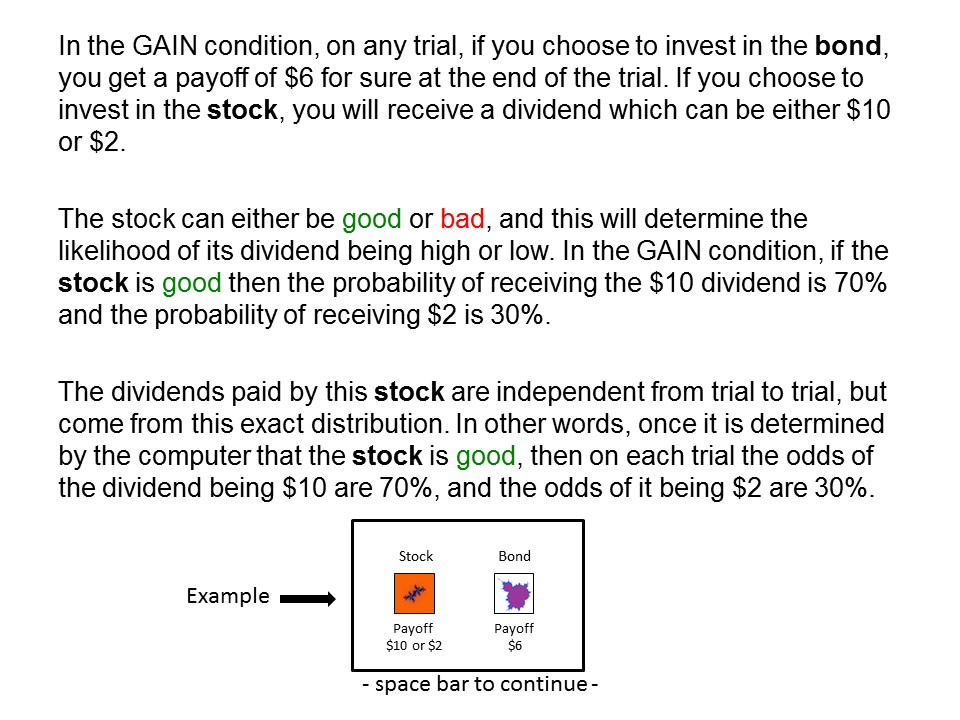 In the GAIN condition, on any trial, if you choose to invest in the bond,
you get a payoff of $6 for sure at the end of the trial. If you choose to
invest in the stock, you will receive a dividend which can be either $10
or $2.
The stock can either be good or bad, and this will determine the
likelihood of its dividend being high or low. In the GAIN condition, if the
stock is good then the probability of receiving the $10 dividend is 70%
and the probability of receiving $2 is 30%.
The dividends paid by this stock are independent from trial to trial, but
come from this exact distribution. In other words, once it is determined
by the computer that the stock is good, then on each trial the odds of
the dividend being $10 are 70%, and the odds of it being $2 are 30%.
Example
Stock Bond
Payoff Payoff
$10 or $2 $6
- space bar to continue -